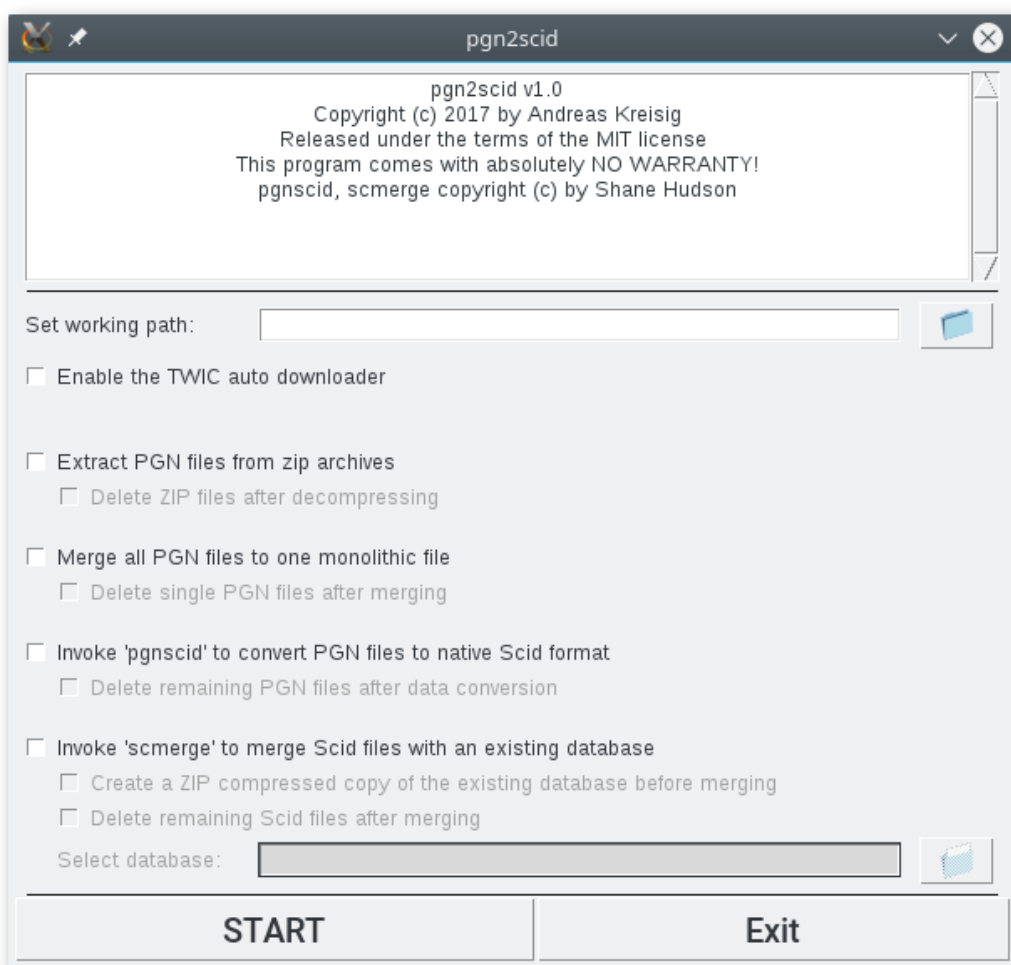 pgn2scid
pgn2scid v1.0
Copyright (c) 2017 by Andreas Kreisig
Released under the terms of the MIT license
This program comes with absolutely NO WARRANTY!
pgnscid, scmerge copyright (c) by Shane Hudson
Set working path:
Enable the TWIC auto downloader
Extract PGN files from zip archives
Delete ZIP files after decompressing
Merge all PGN files to one monolithic file
Delete single PGN files after merging
Invoke 'pgnscid' to convert PGN files to native Scid format
Delete remaining PGN files after data conversion
Invoke 'scmerge' to merge Scid files with an existing database
Create a ZIP compressed copy of the existing database before merging
Delete remaining Scid files after merging
Select database:
START
Exit